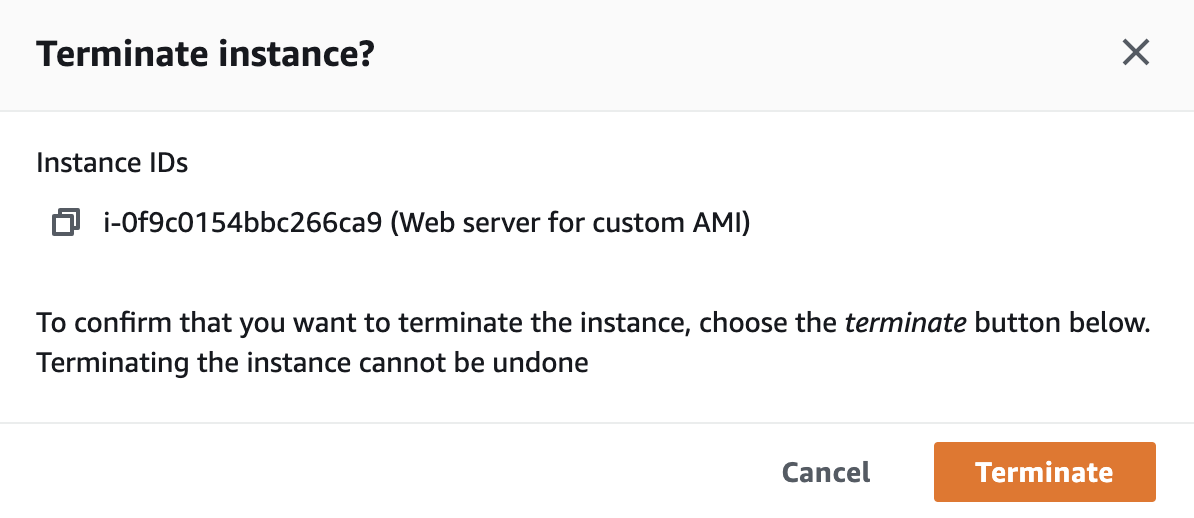 Terminate instance?
Instance IDs
i-0f9c0154bbc266ca9 (Web server for custom AMI)
To confirm that you want to terminate the instance, choose the terminate button below.
Terminating the instance cannot be undone
Cancel
Terminate